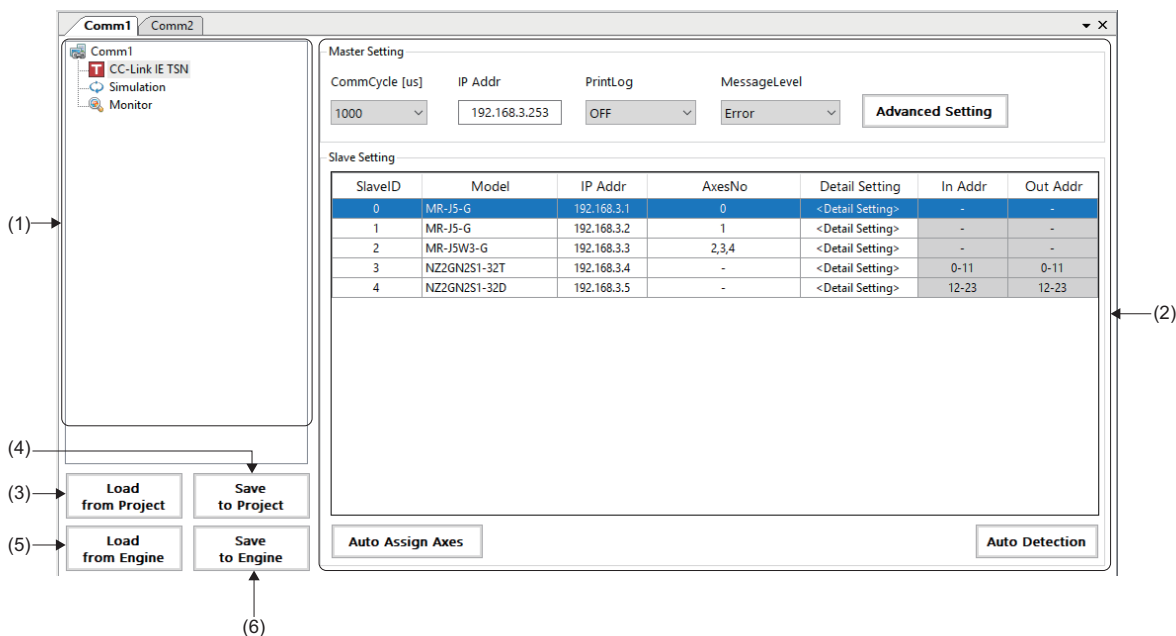 Comm1 Comm2
Comm1
CC-Link IE TSN
Simulation
Monitor
Master Setting
CommCycle [us] IP Addr PrintLog MessageLevel
1000 192.168.3.253 OFF Error Advanced Setting
Slave Setting
SlaveID Model IP Addr AxesNo Detail Setting In Addr Out Addr
0 MR-J5-G 192.168.3.1 0 <Detail Setting> - -
1 MR-J5-G 192.168.3.2 1 <Detail Setting> - -
2 MR-J5W3-G 192.168.3.3 2,3,4 <Detail Setting> - -
3 NZ2GN2S1-32T 192.168.3.4 - <Detail Setting> 0-11 0-11
4 NZ2GN2S1-32D 192.168.3.5 - <Detail Setting> 12-23 12-23
(1)
(2)
(4)
(3)
Load
from Project
Save
to Project
(5)
Load
from Engine
Save
to Engine
Auto Assign Axes Auto Detection
(6)